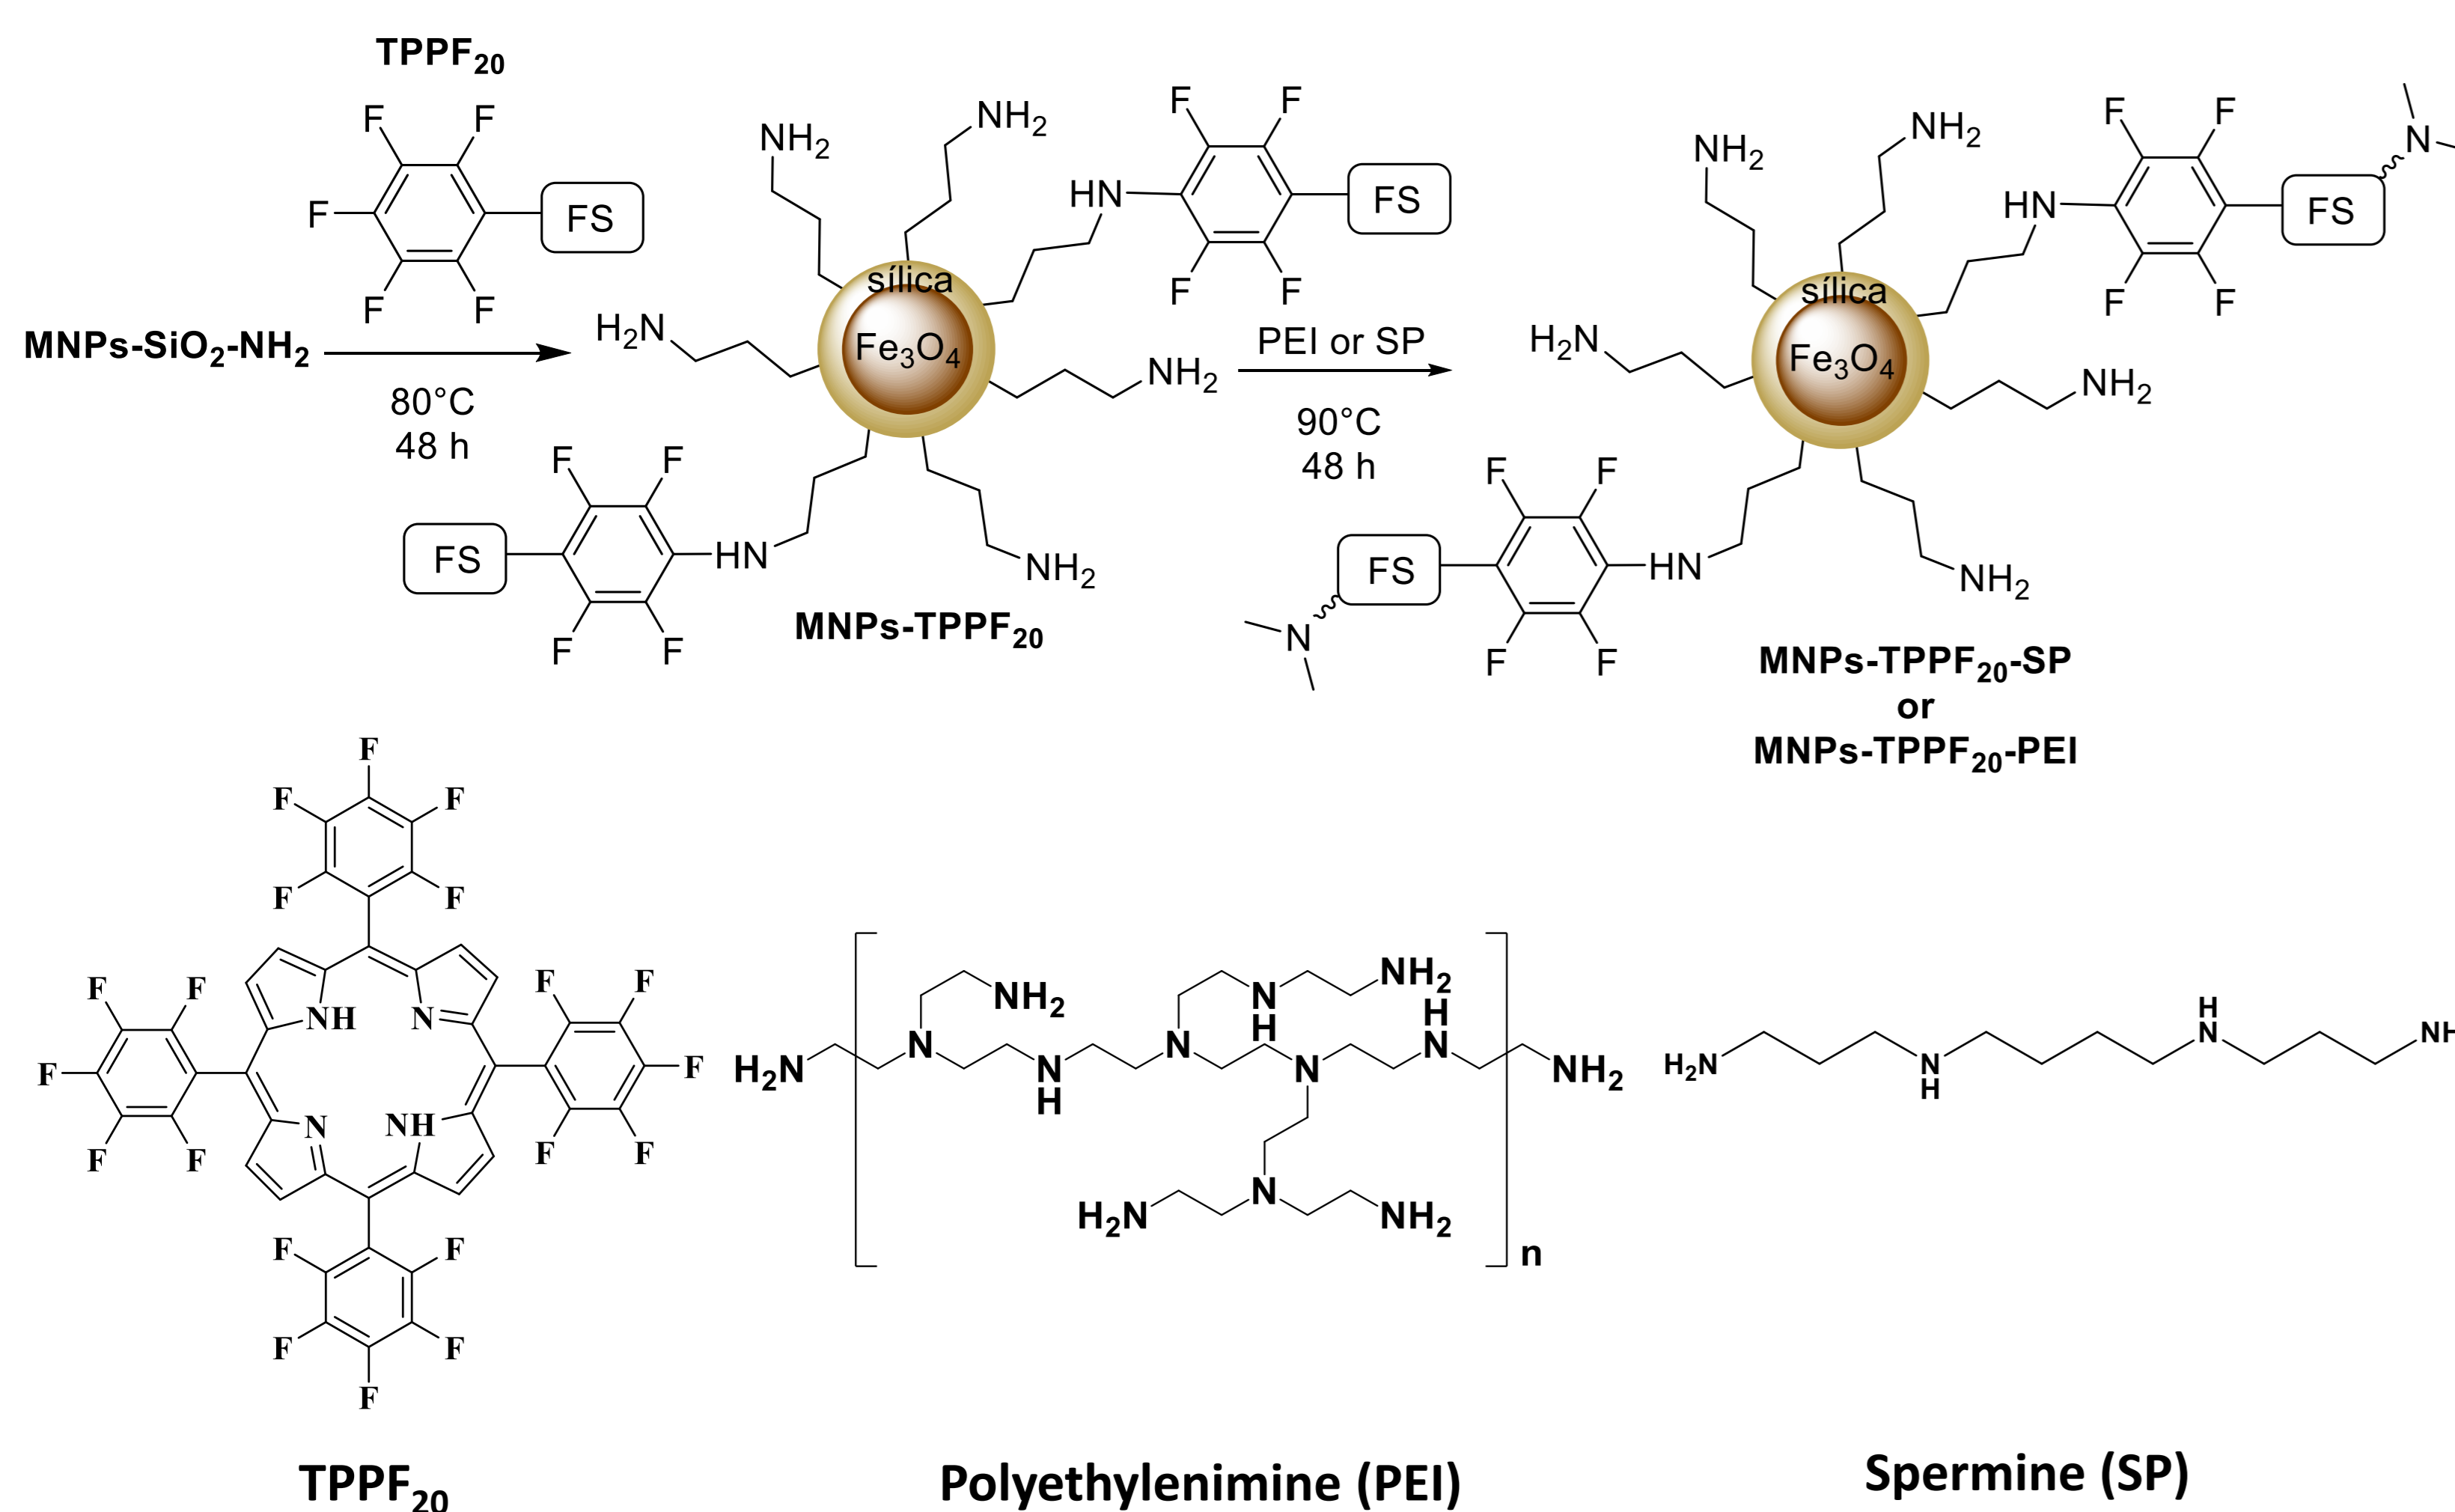 TPPF20
F F
F FS
F F
MNPs-SiO2-NH2
80°C
48 h
NH2
NH2
F F
HN FS
F F
sílica
Fe3O4
H2N
NH2
F F
FS HN
F F
NH2
MNPs-TPPF20
PEI or SP
90°C
48 h
NH2
NH2
F F
HN FS
F F
N
sílica
Fe3O4
H2N
NH2
F F
FS HN
F F
N
NH2
MNPs-TPPF20-SP
or
MNPs-TPPF20-PEI
F
F F
F F
F F
F
F F
F F
F
F F
NH N
N NH
F F
F F
F
TPPF20
NH2
N
H
NH2
H2N
N
N
H
N
N
H
N
NH2
H2N
N
NH2
n
Polyethylenimine (PEI)
H2N
N
H
H
N
NH
Spermine (SP)